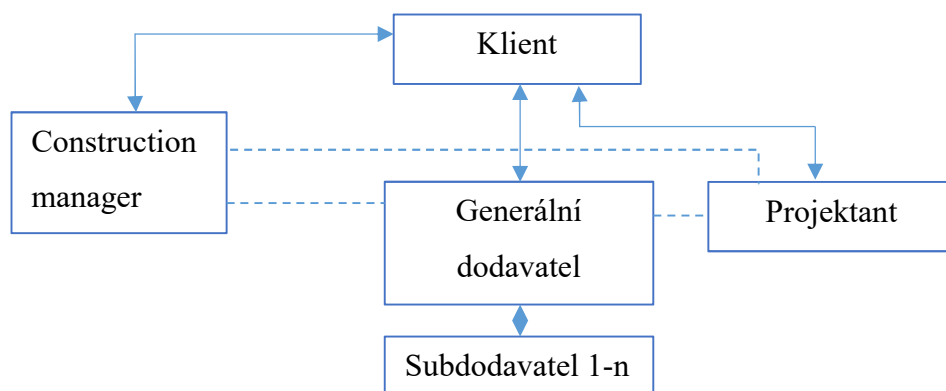 Klient
Construction
manager
Generální
dodavatel
Projektant
Subdodavatel 1-n